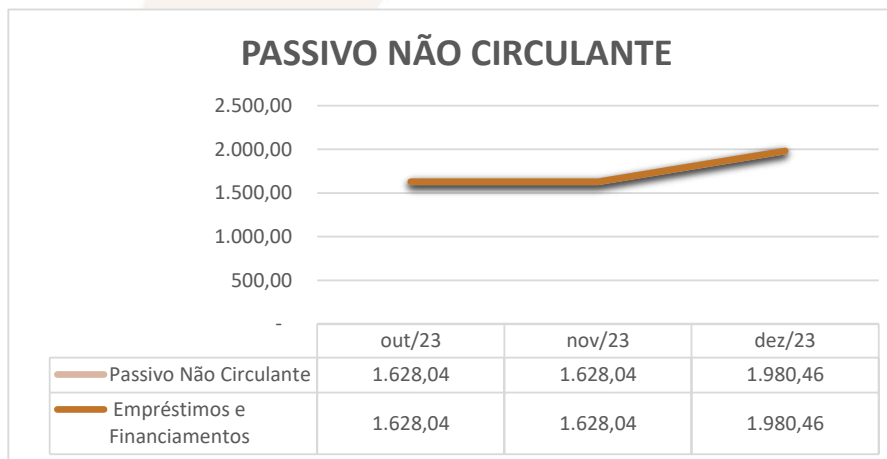 PASSIVO NÃO CIRCULANTE
2.500,00
2.000,00
1.500,00
1.000,00
500,00
-
out/23 nov/23 dez/23
Passivo Não Circulante 1.628,04 1.628,04 1.980,46
Empréstimos e
Financiamentos 1.628,04 1.628,04 1.980,46